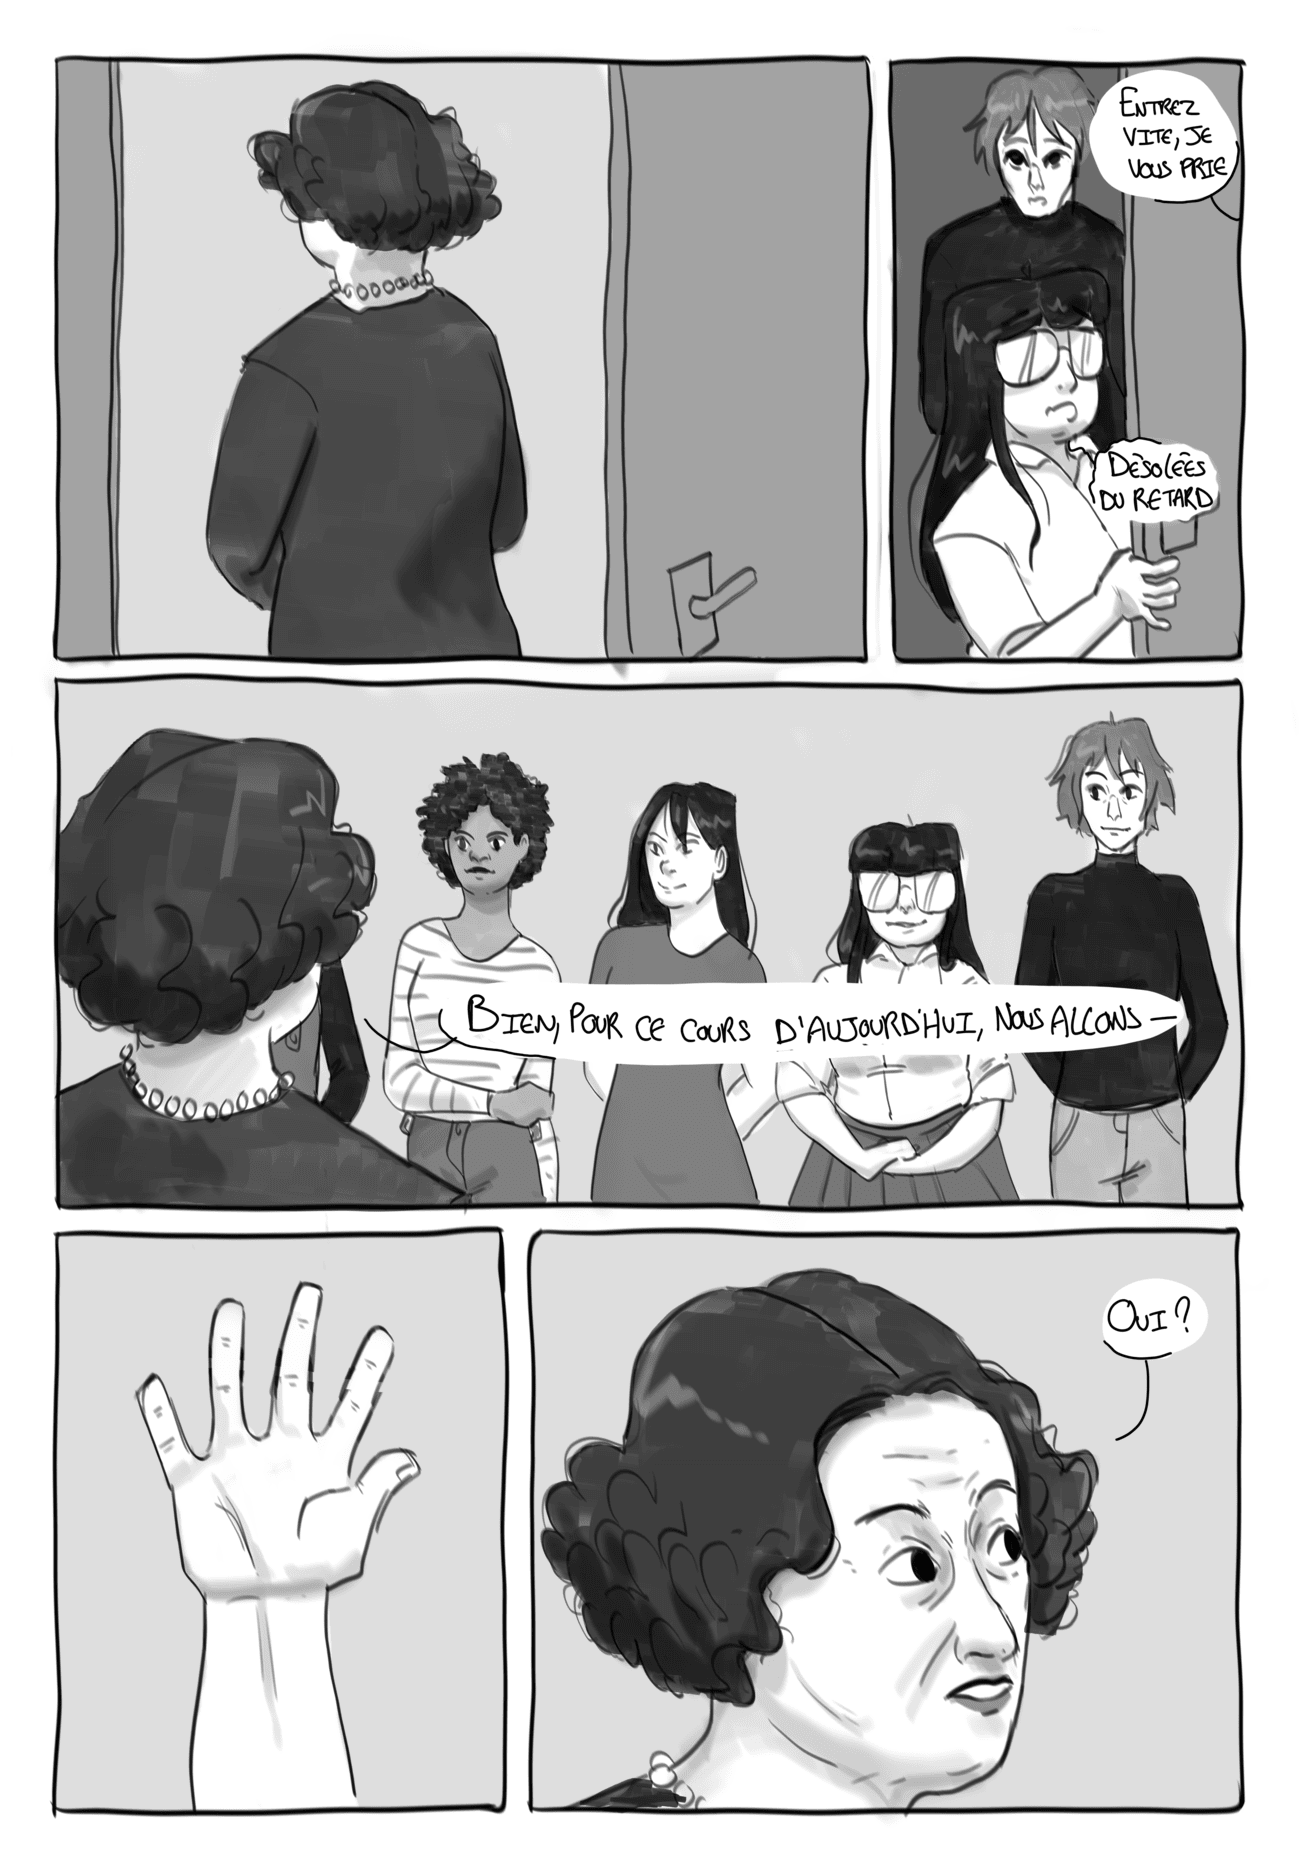 ENTREZ
VITE, JE
VOUS PRIE
DÉSOLÉES
DU RETARD
BIEN, POUR CE COURS D'AUJOURD'HUI, NOUS ALLONS —
OUI ?